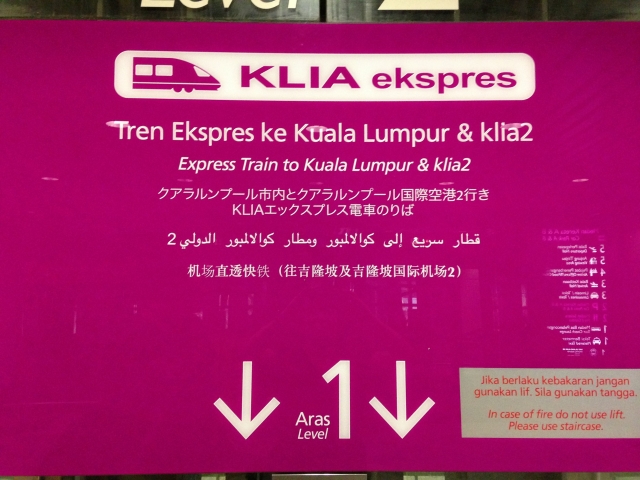 Level 2
KLIA ekspres
Tren Ekspres ke Kuala Lumpur & klia2
Express Train to Kuala Lumpur & klia2
クアラルンプール市内とクアラルンプール国際空港2行き
KLIAエックスプレス電車のりば
قطار سريع إلى كوالالمبور ومطار كوالالمبور الدولي 2
机场直透快铁（往吉隆坡及吉隆坡国际机场2）
Aras
Level
1
Jika berlaku kebakaran jangan
gunakan lif. Sila gunakan tangga.
In case of fire do not use lift.
Please use staircase.